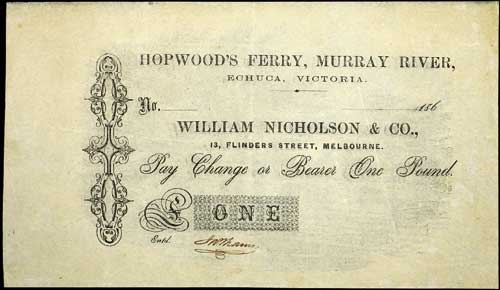 HOPWOOD'S FERRY, MURRAY RIVER,
ECHUCA, VICTORIA.
No. 186
WILLIAM NICHOLSON & CO.,
13, FLINDERS STREET, MELBOURNE.
Pay Change or Bearer One Pound.
£ ONE
Entd.